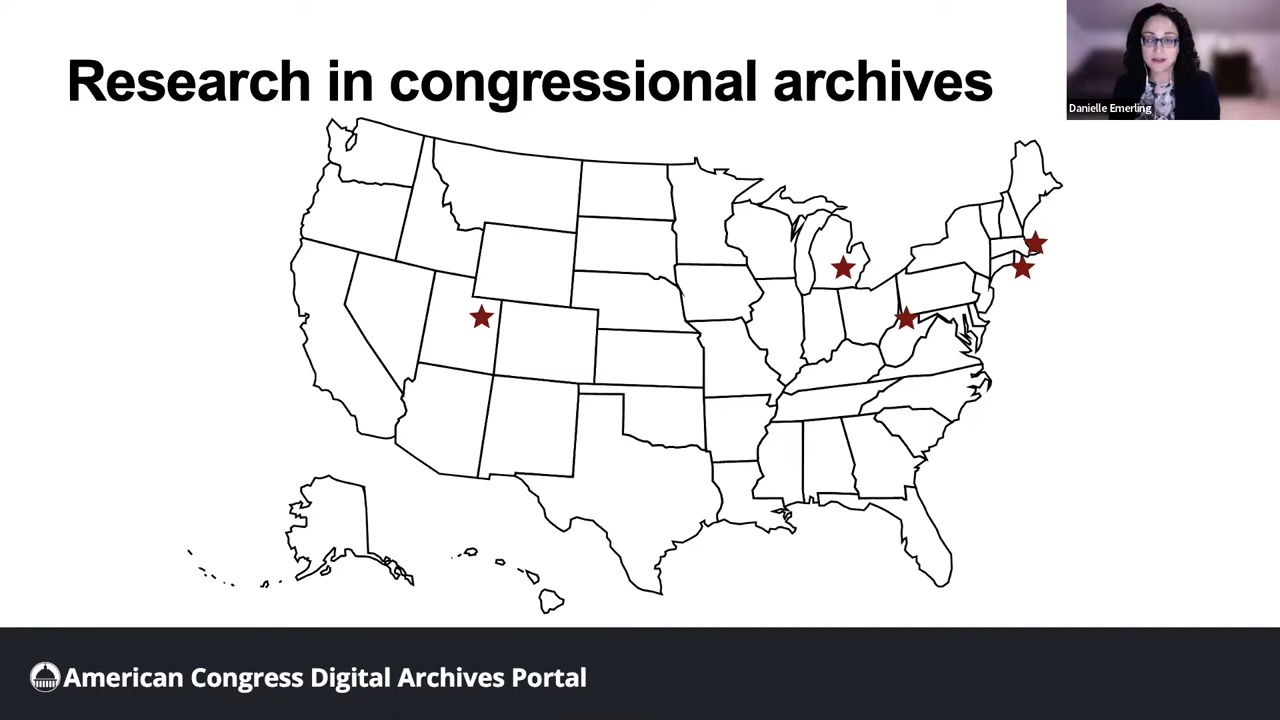 Research in congressional archives
Danielle Emerling
American Congress Digital Archives Portal